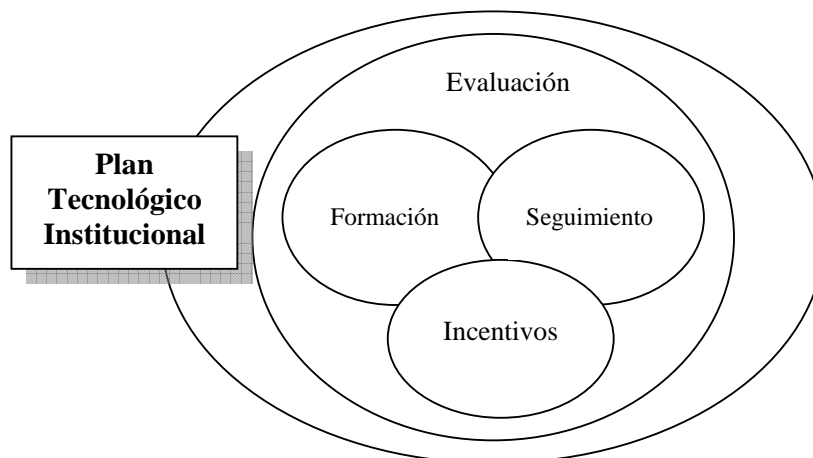 Evaluación
Plan
Tecnológico
Institucional
Formación
Seguimiento
Incentivos